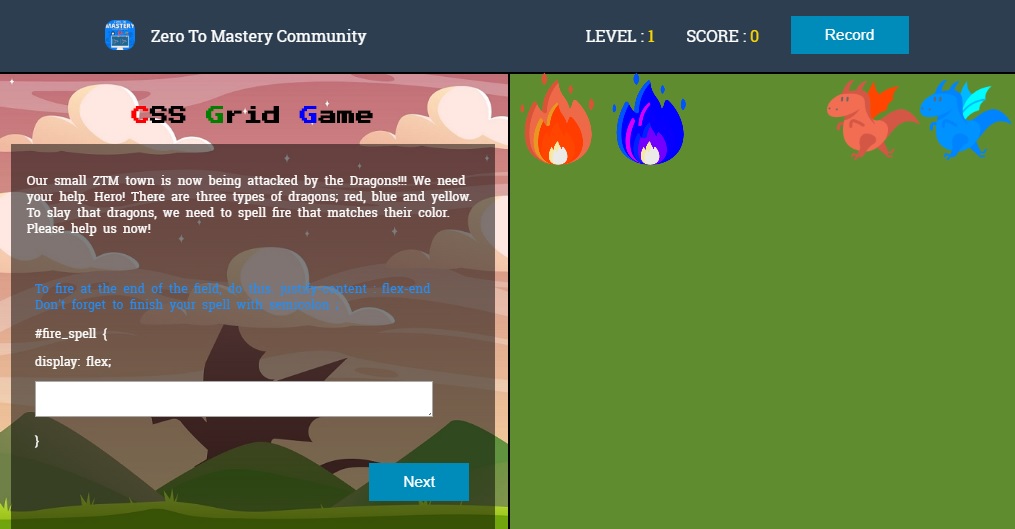 MASTERY
Zero To Mastery Community
LEVEL : 1
SCORE : 0
Record
CSS Grid Game
Our small ZTM town is now being attacked by the Dragons!!! We need
your help. Hero! There are three types of dragons; red, blue and yellow.
To slay that dragons, we need to spell fire that matches their color.
Please help us now!
To fire at the end of the field, do this, justify-content : flex-end
Don't forget to finish your spell with semicolon
#fire_spell {
display: flex;
}
Next